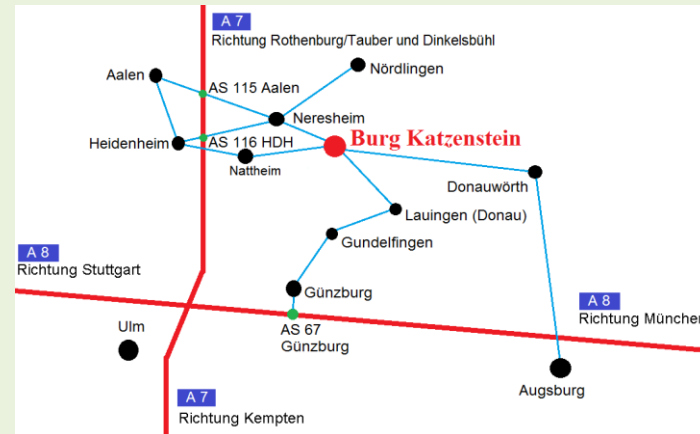 A 7
Richtung Rothenburg/Tauber und Dinkelsbühl
Aalen
Nördlingen
AS 115 Aalen
Neresheim
Heidenheim
AS 116 HDH
Burg Katzenstein
Nattheim
Donauwörth
Lauingen (Donau)
Gundelfingen
A 8
Richtung Stuttgart
Günzburg
A 8
Richtung München
Ulm
AS 67
Günzburg
Augsburg
A 7
Richtung Kempten